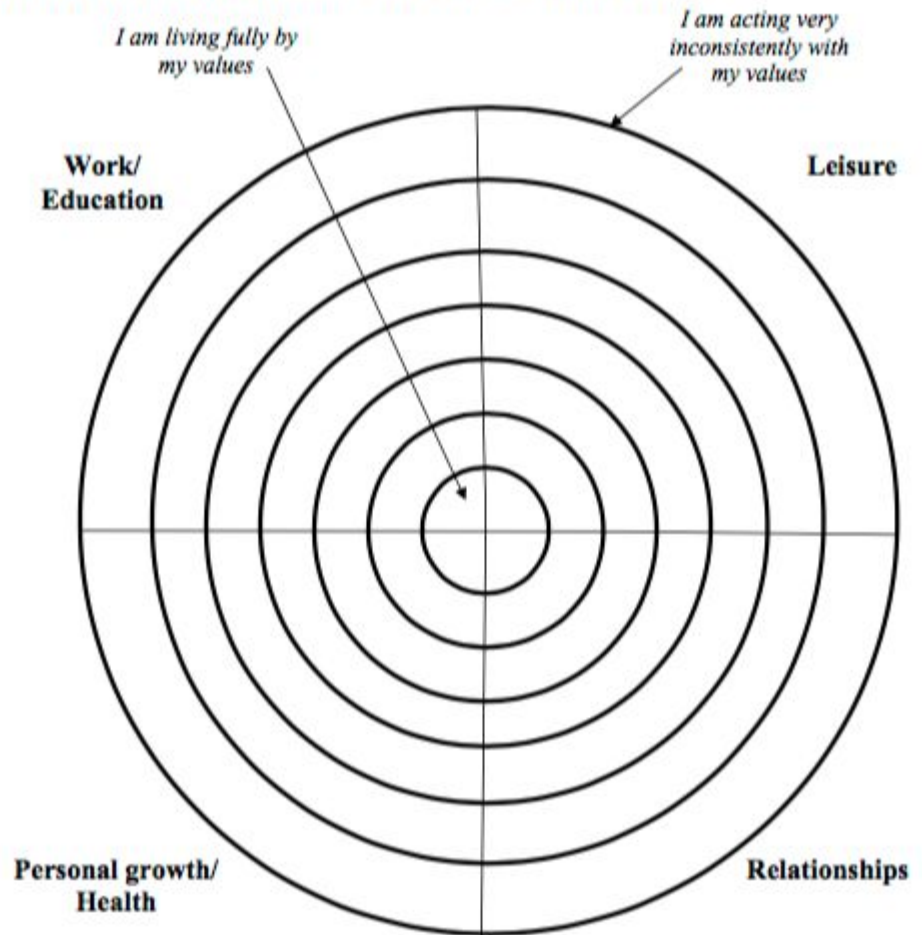 I am living fully by
my values
I am acting very
inconsistently with
my values
Work/
Education
Leisure
Personal growth/
Health
Relationships